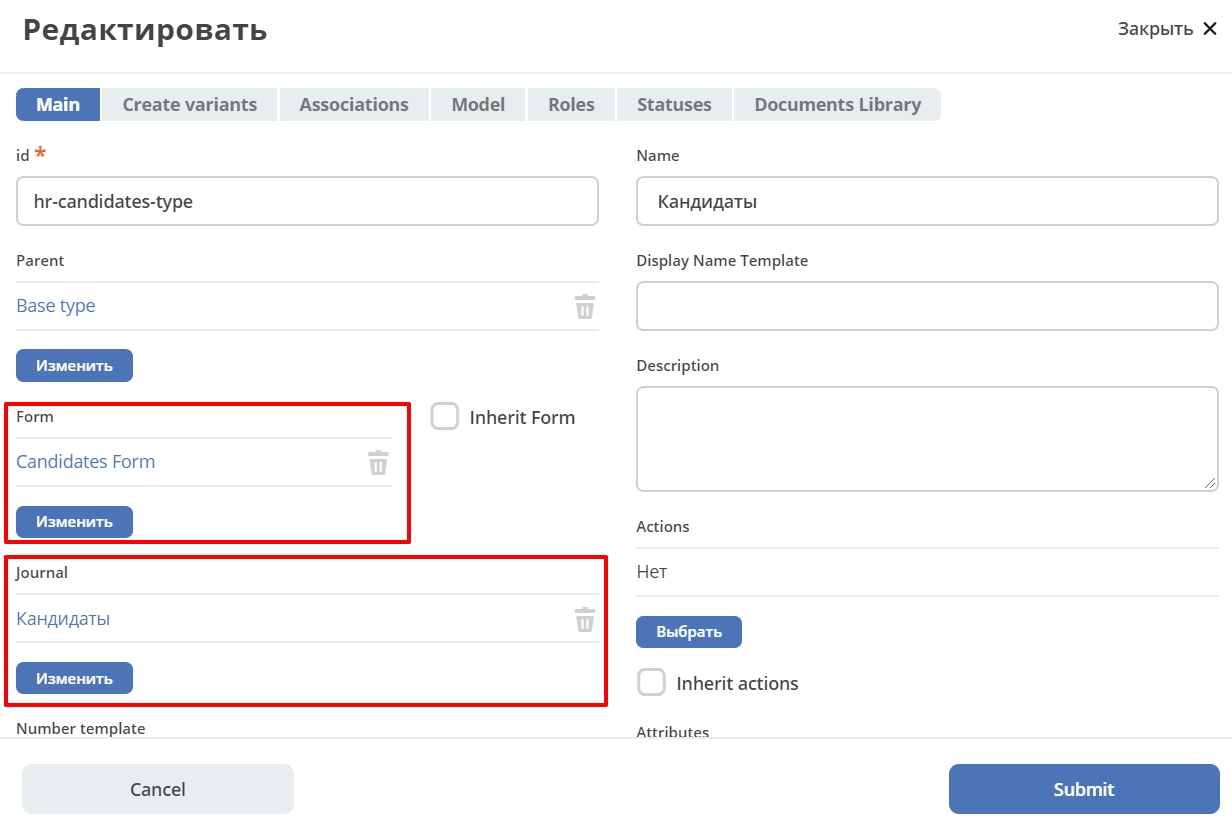 Редактировать
Закрыть
Main Create variants Associations Model Roles Statuses Documents Library
id *
hr-candidates-type
Name
Кандидаты
Parent
Base type
Изменить
Display Name Template
Form
Candidates Form
Изменить
Inherit Form
Description
Journal
Кандидаты
Изменить
Actions
Нет
Выбрать
Inherit actions
Number template
Attributes
Cancel
Submit